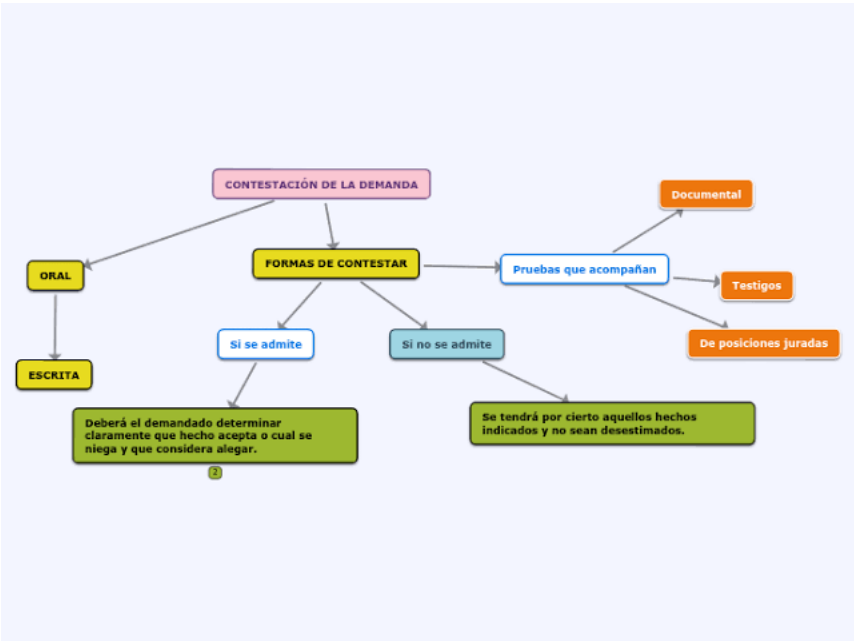 CONTESTACIÓN DE LA DEMANDA
Documental
ORAL
FORMAS DE CONTESTAR
Pruebas que acompañan
Testigos
Si se admite
Si no se admite
De posiciones juradas
ESCRITA
Deberá el demandado determinar
claramente que hecho acepta o cual se
niega y que considera alegar.
Se tendrá por cierto aquellos hechos
indicados y no sean desestimados.
2